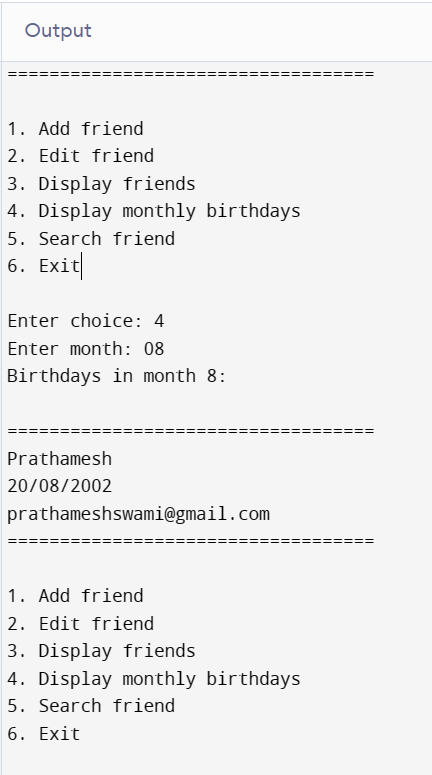 Output
===================================
1. Add friend
2. Edit friend
3. Display friends
4. Display monthly birthdays
5. Search friend
6. Exit
Enter choice: 4
Enter month: 08
Birthdays in month 8:
===================================
Prathamesh
20/08/2002
prathameshswami@gmail.com
===================================
1. Add friend
2. Edit friend
3. Display friends
4. Display monthly birthdays
5. Search friend
6. Exit